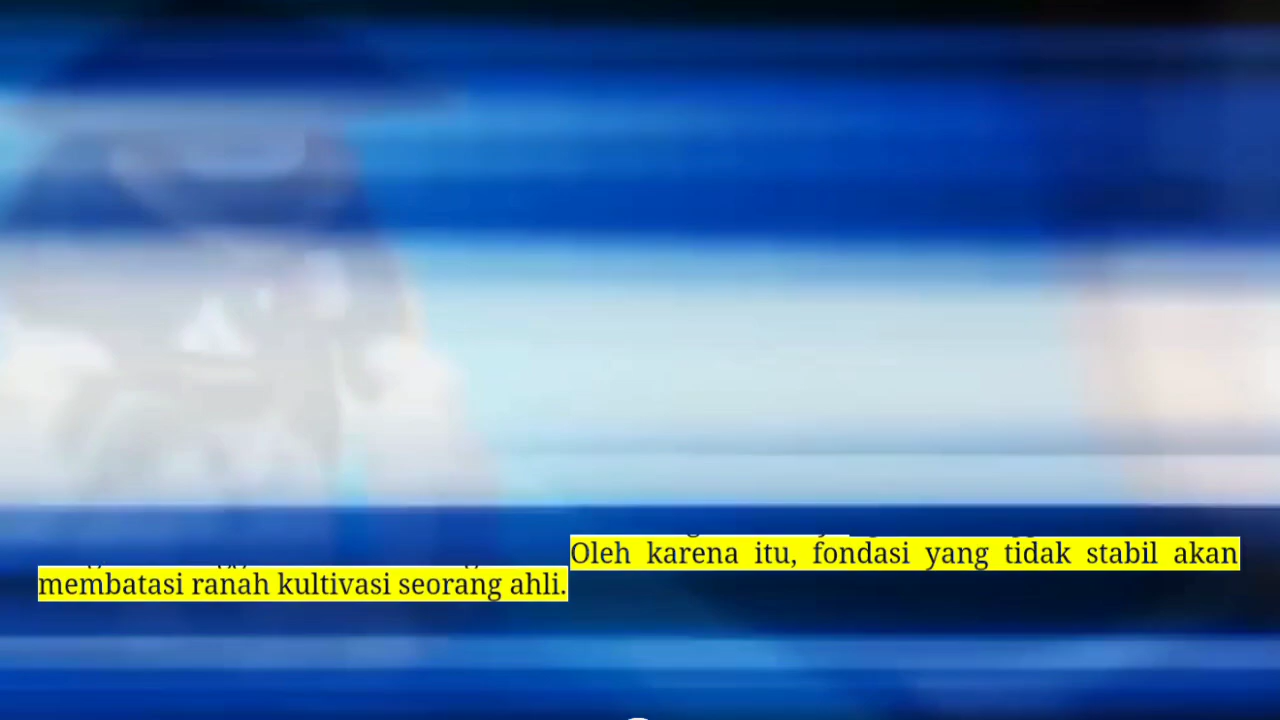 Oleh karena itu, fondasi yang tidak stabil akan
membatasi ranah kultivasi seorang ahli.